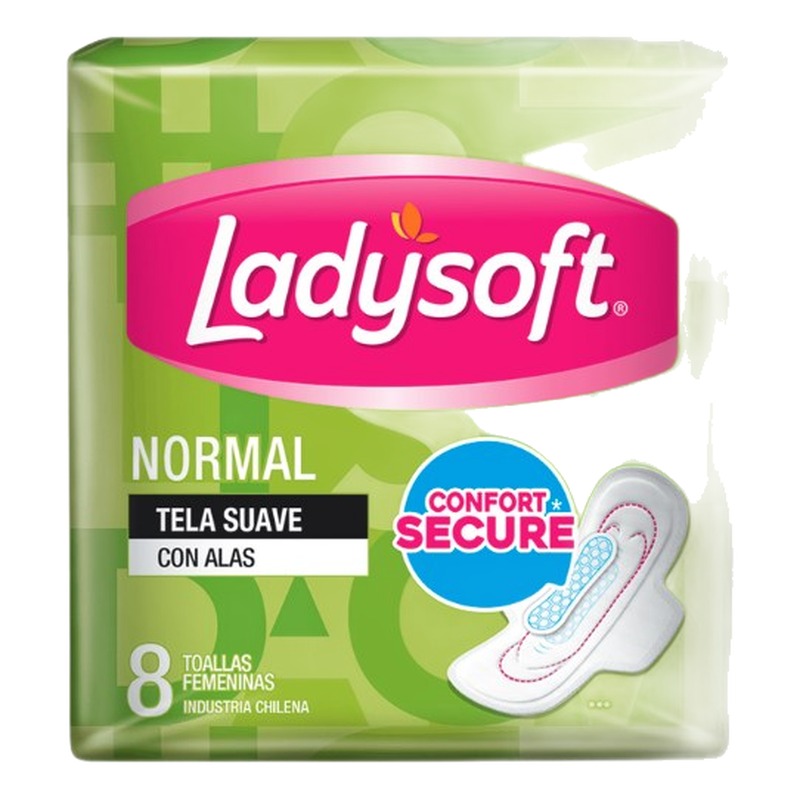 Ladysoft®
NORMAL
TELA SUAVE
CON ALAS
CONFORT*
SECURE
8 TOALLAS
FEMENINAS
INDUSTRIA CHILENA